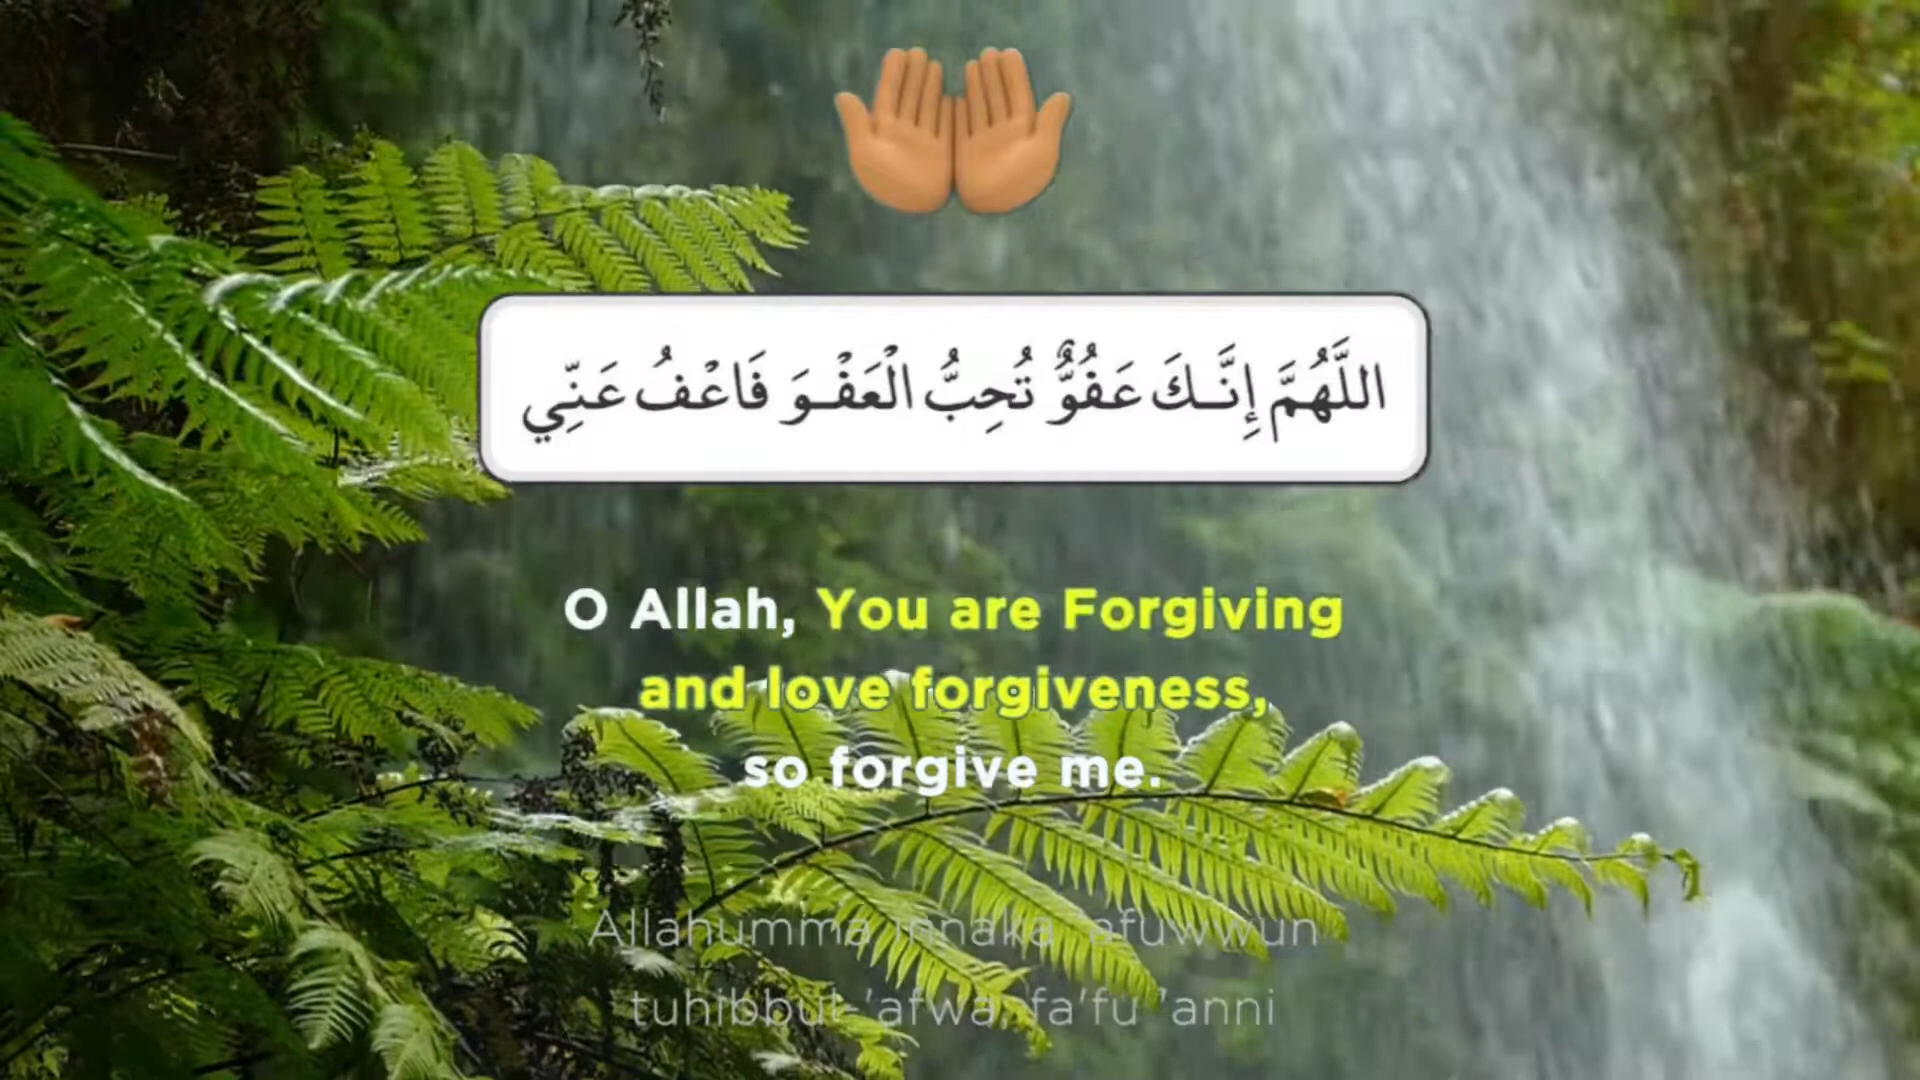 اللَّهُمَّ إِنَّكَ عَفُوٌّ تُحِبُّ الْعَفْوَ فَاعْفُ عَنِّي
O Allah, You are Forgiving
and love forgiveness,
so forgive me.
Allahumma innaka 'afuwwun
tuhibbul-'afwa fa'fu 'anni